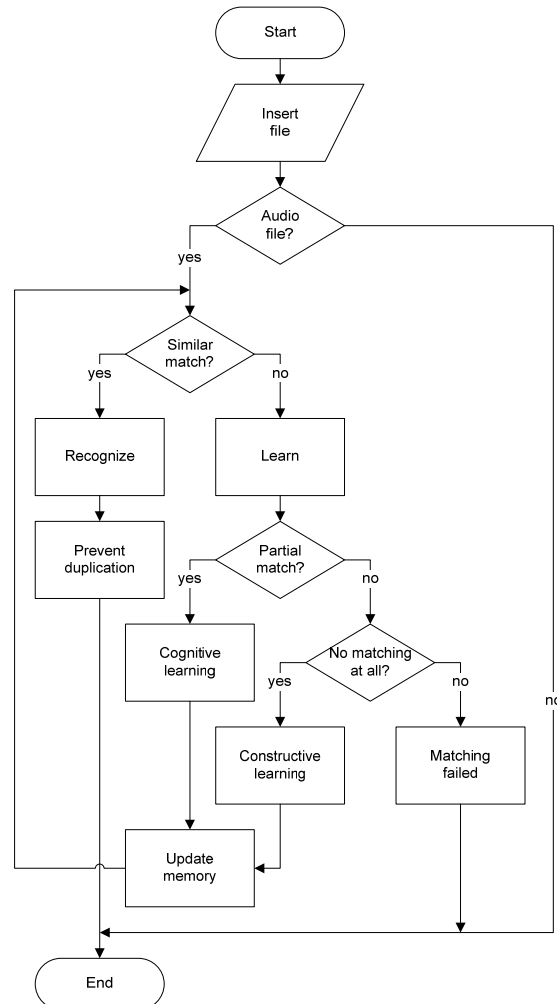 Start
Insert
file
Audio
file?
yes
Similar
match?
yes
no
Recognize
Learn
Prevent
duplication
Partial
match?
yes
no
Cognitive
learning
No matching
at all?
yes
no
no
Constructive
learning
Matching
failed
Update
memory
End